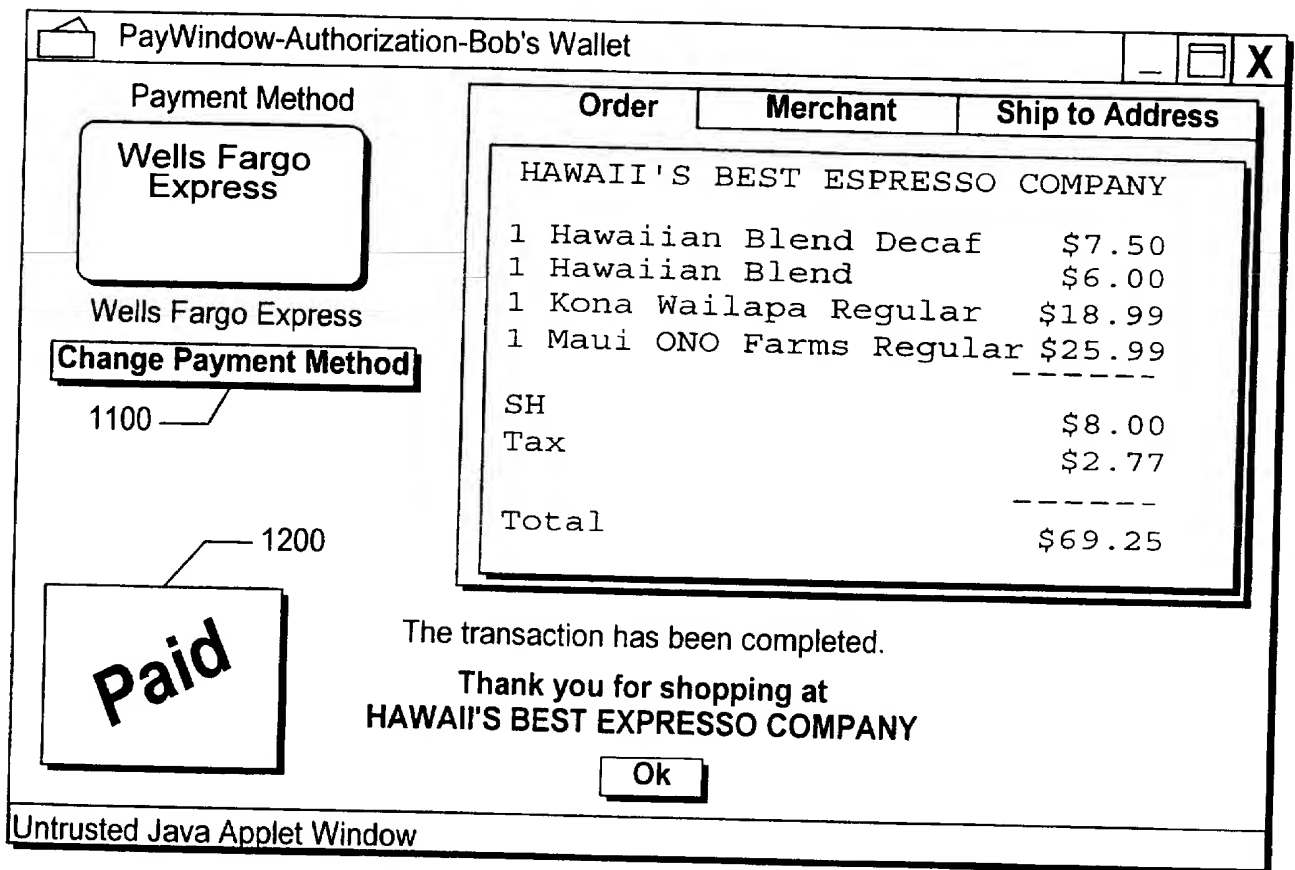 PayWindow-Authorization-Bob's Wallet
_ X
Payment Method
Wells Fargo
Express
Wells Fargo Express
Change Payment Method
1100
Order Merchant Ship to Address
HAWAII'S BEST ESPRESSO COMPANY
1 Hawaiian Blend Decaf $7.50
1 Hawaiian Blend $6.00
1 Kona Wailapa Regular $18.99
1 Maui ONO Farms Regular $25.99
------
SH $8.00
Tax $2.77
------
Total $69.25
1200
Paid
The transaction has been completed.
Thank you for shopping at
HAWAII'S BEST EXPRESSO COMPANY
Ok
Untrusted Java Applet Window